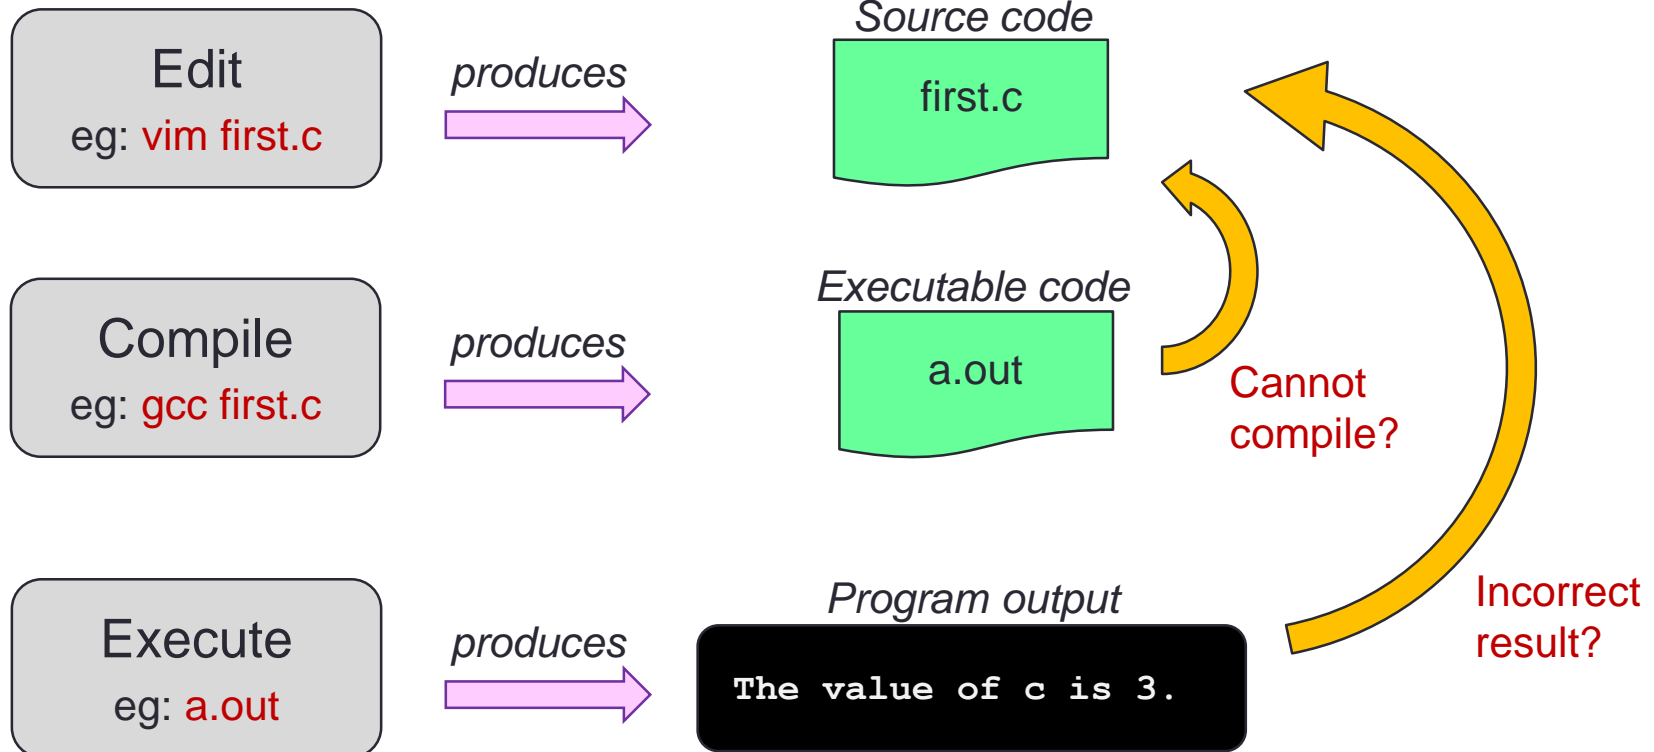 Edit
eg: vim first.c
produces
Source code
first.c
Compile
eg: gcc first.c
produces
Executable code
a.out
Cannot
compile?
Execute
eg: a.out
produces
Program output
The value of c is 3.
Incorrect
result?